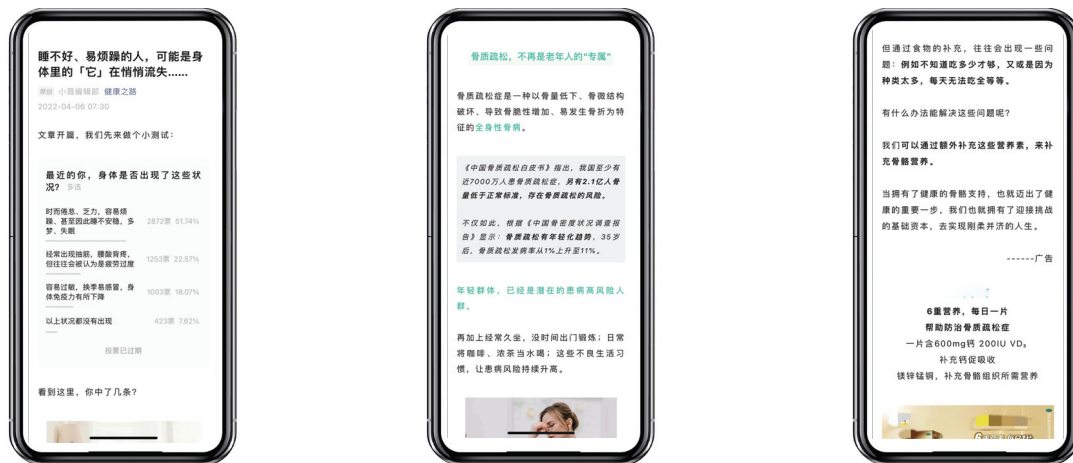 睡不好、易烦躁的人，可能是身
体里的「它」在悄悄流失......
原创 小薇编辑部 健康之路
2022-04-06 07:30
文章开篇，我们先来做个小测试：
最近的你，身体是否出现了这些状
况？ 多选
时而倦怠、乏力，容易烦
躁、甚至因此睡不安稳，多
梦、失眠
2872票 51.74%
经常出现抽筋，腰酸背疼，
但往往会被认为是疲劳过度
1253票 22.57%
容易过敏，换季易感冒，身
体免疫力有所下降
1003票 18.07%
以上状况都没有出现
423票 7.62%
投票已过期
看到这里，你中了几条？
骨质疏松，不再是老年人的“专属”
骨质疏松症是一种以骨量低下、骨微结构
破坏、导致骨脆性增加、易发生骨折为特
征的全身性骨病。
《中国骨质疏松白皮书》指出，我国至少有
近7000万人患骨质疏松症，另有2.1亿人骨
量低于正常标准，存在骨质疏松的风险。
不仅如此，根据《中国骨密度状况调查报
告》显示：骨质疏松有年轻化趋势，35岁
后，骨质疏松发病率从1%上升至11%。
年轻群体，已经是潜在的患病高风险人
群。
再加上经常久坐，没时间出门锻炼；日常
将咖啡、浓茶当水喝；这些不良生活习
惯，让患病风险持续升高。
但通过食物的补充，往往会出现一些问
题：例如不知道吃多少才够，又或是因为
种类太多，每天无法吃全等等。
有什么办法能解决这些问题呢？
我们可以通过额外补充这些营养素，来补
充骨骼营养。
当拥有了健康的骨骼支持，也就迈出了健
康的重要一步，我们也就拥有了迎接挑战
的基础资本，去实现刚柔并济的人生。
------广告
6重营养，每日一片
帮助防治骨质疏松症
一片含600mg钙 200IU VD₃
补充钙促吸收
镁锌锰铜，补充骨骼组织所需营养